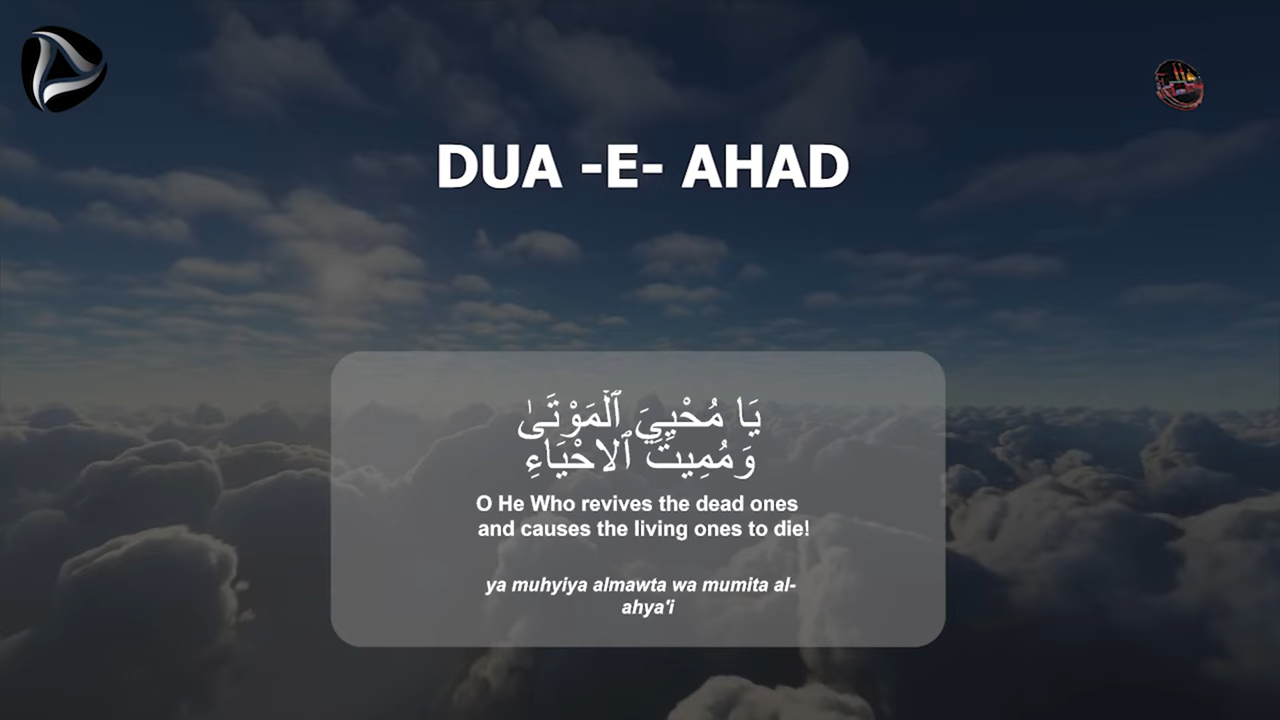 DUA -E- AHAD
يَا مُحْيِيَ ٱلْمَوْتَىٰ
وَمُمِيتَ ٱلاحْيَاءِ
O He Who revives the dead ones
and causes the living ones to die!
ya muhyiya almawta wa mumita al-
ahya'i